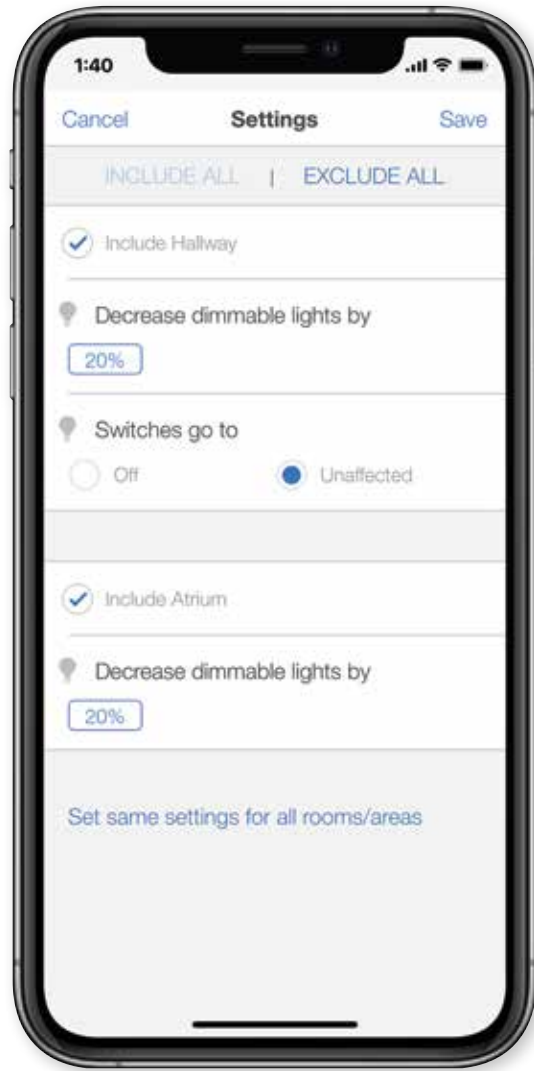 1:40
Cancel Settings Save
INCLUDE ALL | EXCLUDE ALL
Include Hallway
Decrease dimmable lights by
20%
Switches go to
Off Unaffected
Include Atrium
Decrease dimmable lights by
20%
Set same settings for all rooms/areas